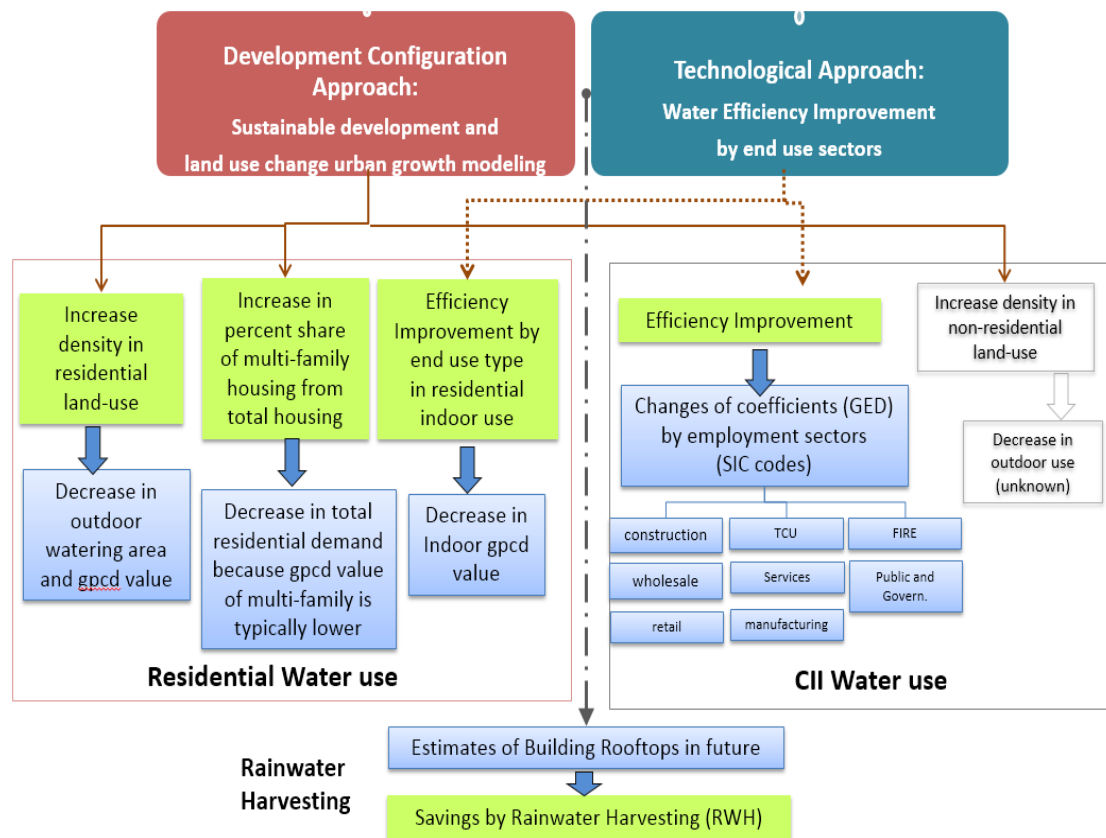 Development Configuration
Approach:
Sustainable development and
land use change urban growth modeling
Technological Approach:
Water Efficiency Improvement
by end use sectors
Increase
density in
residential
land-use
Increase in
percent share
of multi-family
housing from
total housing
Efficiency
Improvement by
end use type
in residential
indoor use
Decrease in
outdoor
watering area
and gpcd value
Decrease in total
residential demand
because gpcd value
of multi-family is
typically lower
Decrease in
Indoor gpcd
value
Residential Water use
Efficiency Improvement
Increase density in
non-residential
land-use
Changes of coefficients (GED)
by employment sectors
(SIC codes)
Decrease in
outdoor use
(unknown)
construction
TCU
FIRE
wholesale
Services
Public and
Govern.
retail
manufacturing
CII Water use
Rainwater
Harvesting
Estimates of Building Rooftops in future
Savings by Rainwater Harvesting (RWH)